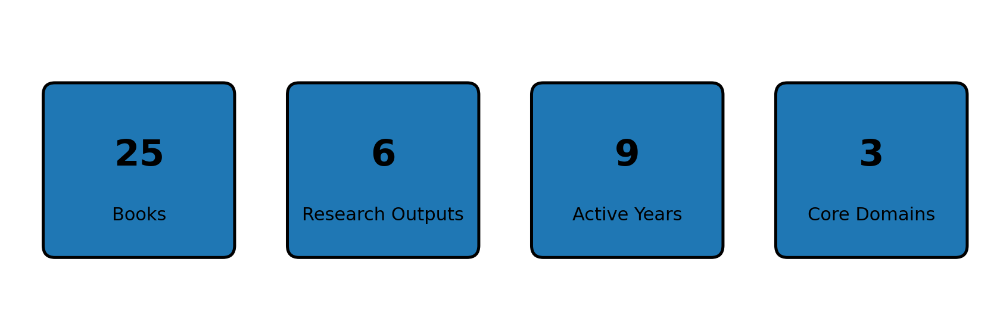 25
Books
6
Research Outputs
9
Active Years
3
Core Domains